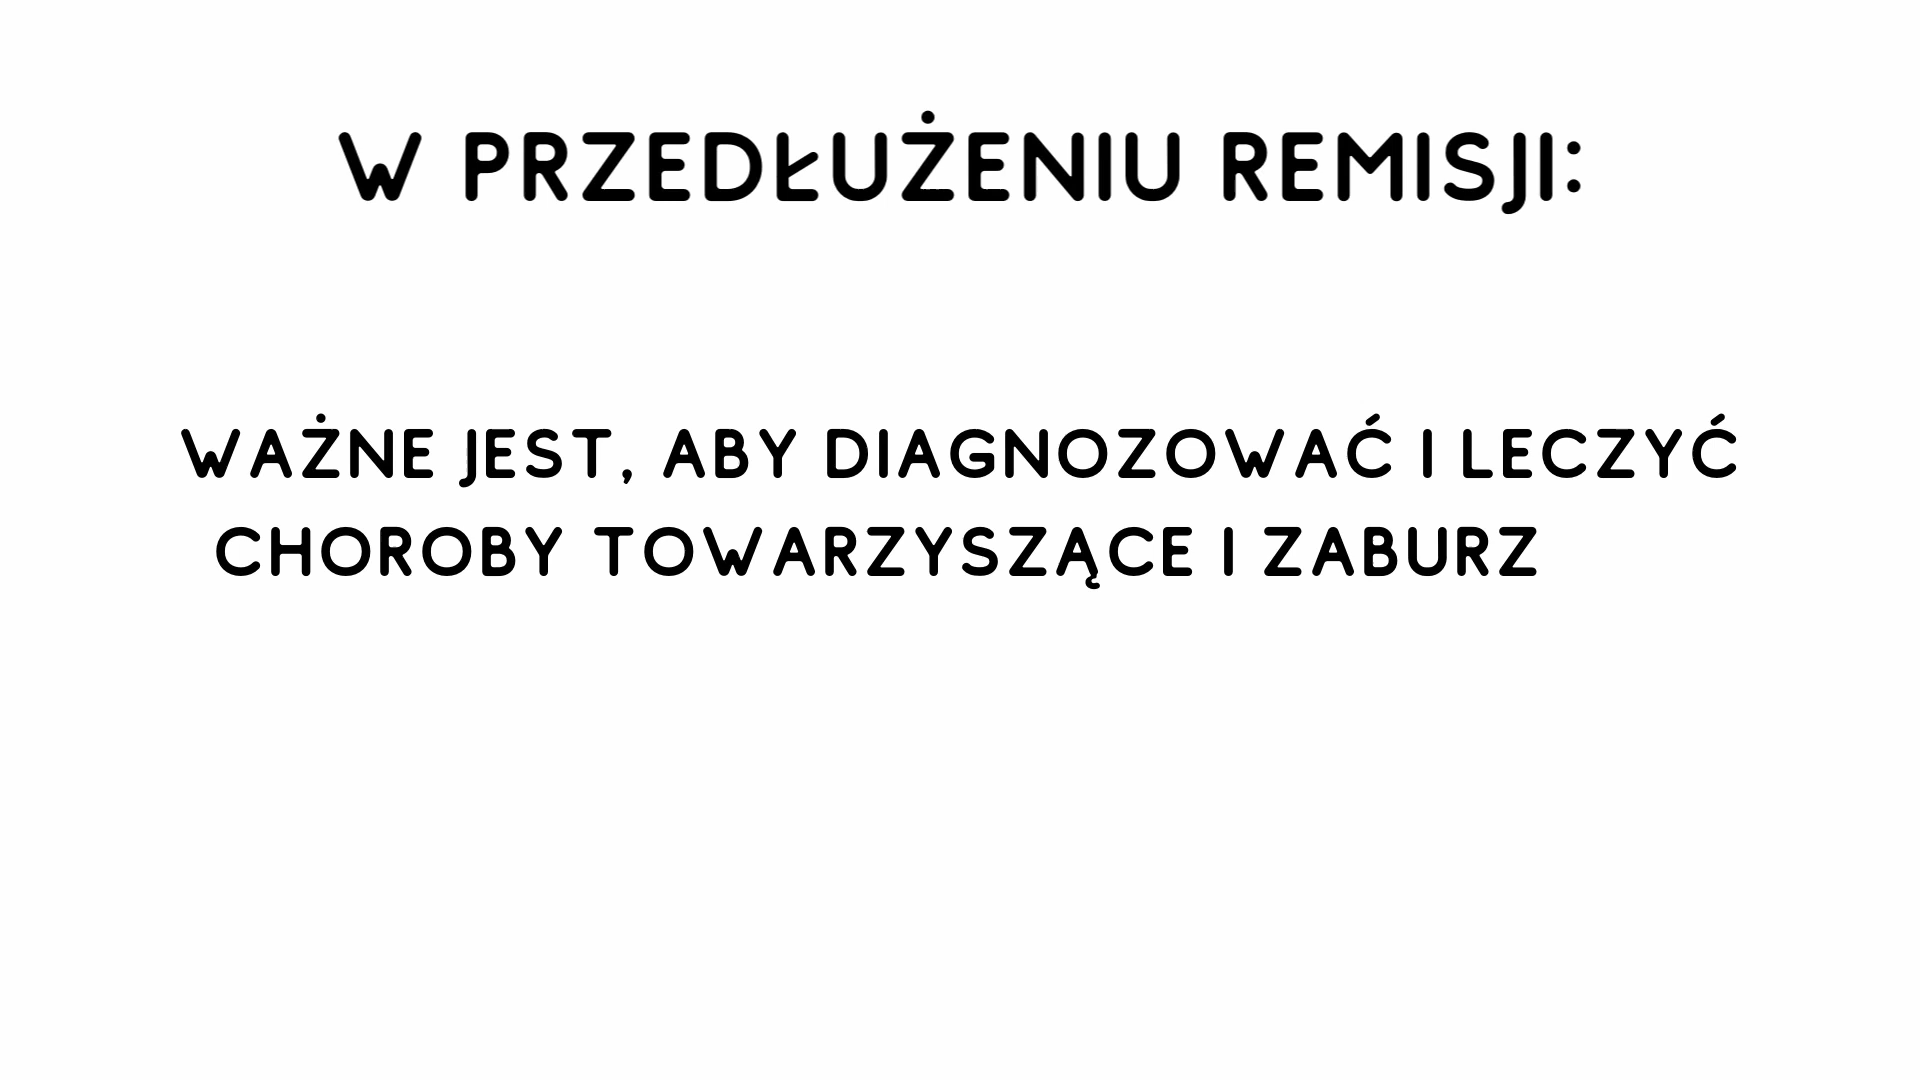 W PRZEDŁUŻENIU REMISJI:
WAŻNE JEST, ABY DIAGNOZOWAĆ I LECZYĆ
CHOROBY TOWARZYSZĄCE I ZABURZ